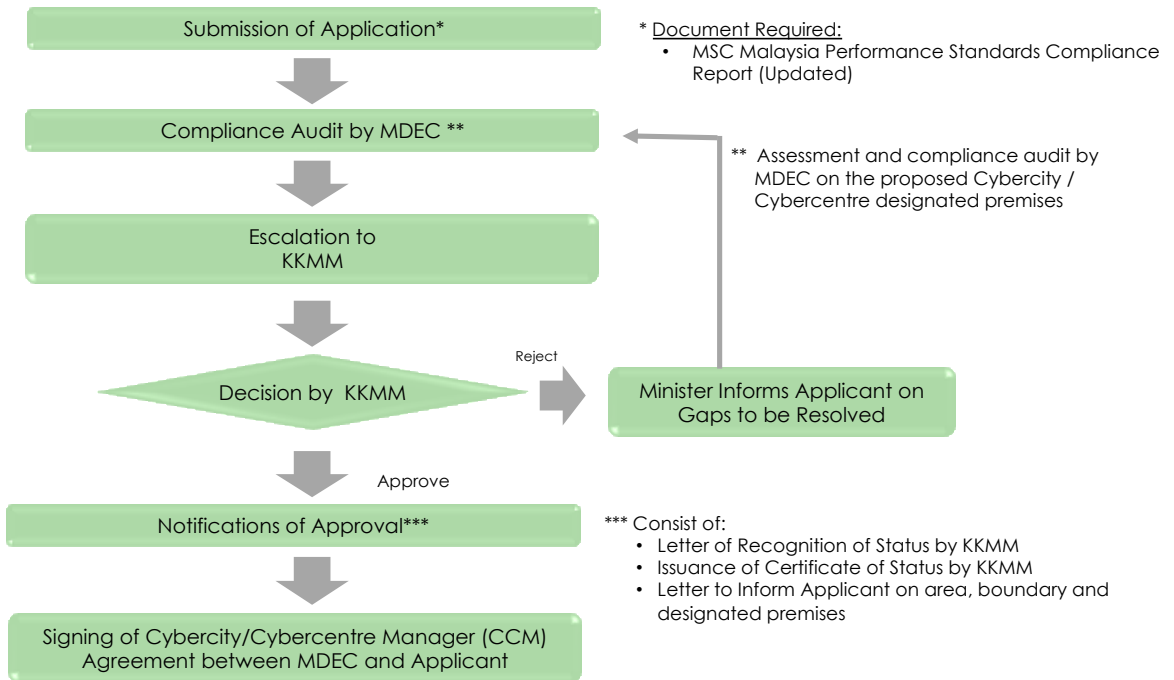 Submission of Application*
* Document Required:
• MSC Malaysia Performance Standards Compliance
Report (Updated)
Compliance Audit by MDEC **
** Assessment and compliance audit by
MDEC on the proposed Cybercity /
Cybercentre designated premises
Escalation to
KKMM
Decision by KKMM
Reject
Minister Informs Applicant on
Gaps to be Resolved
Approve
Notifications of Approval***
*** Consist of:
• Letter of Recognition of Status by KKMM
• Issuance of Certificate of Status by KKMM
• Letter to Inform Applicant on area, boundary and
designated premises
Signing of Cybercity/Cybercentre Manager (CCM)
Agreement between MDEC and Applicant